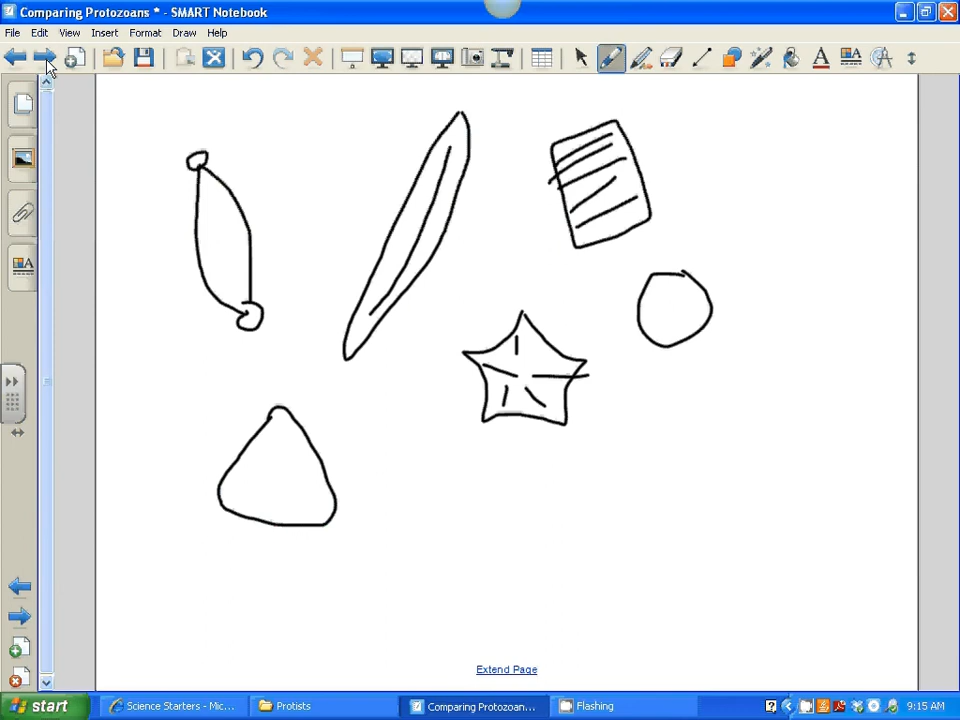 Comparing Protozoans * - SMART Notebook
File Edit View Insert Format Draw Help
Extend Page
start Science Starters - Mic... Protists Comparing Protozoan... Flashing 9:15 AM